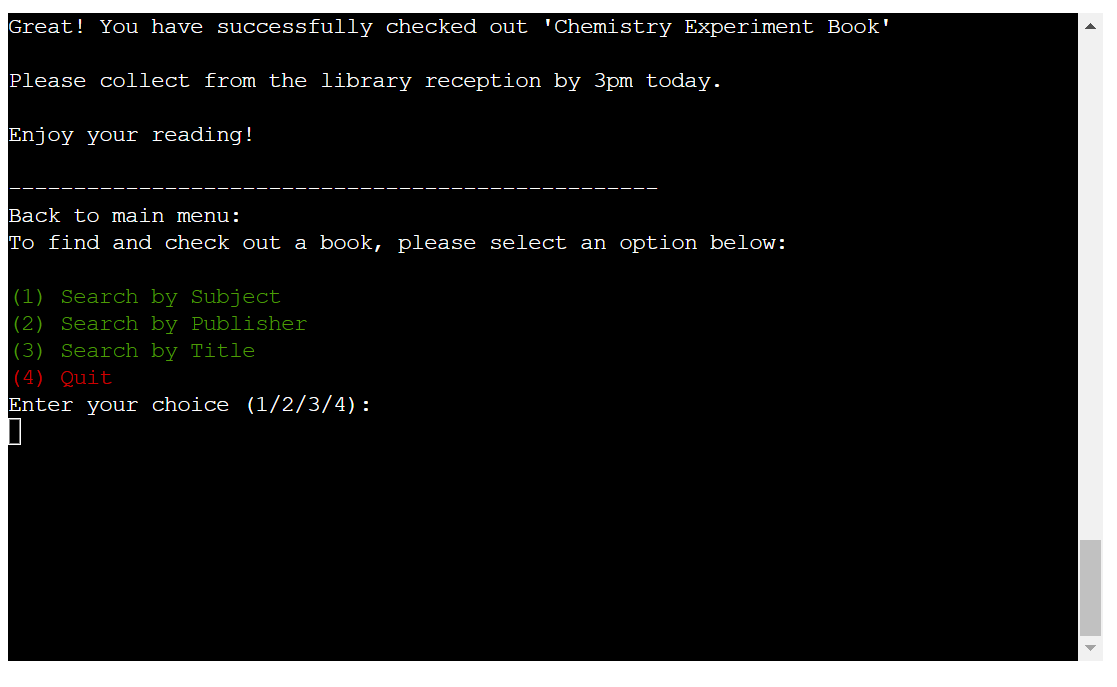 Great! You have successfully checked out 'Chemistry Experiment Book'
Please collect from the library reception by 3pm today.
Enjoy your reading!
--------------------------------------------------
Back to main menu:
To find and check out a book, please select an option below:
(1) Search by Subject
(2) Search by Publisher
(3) Search by Title
(4) Quit
Enter your choice (1/2/3/4):